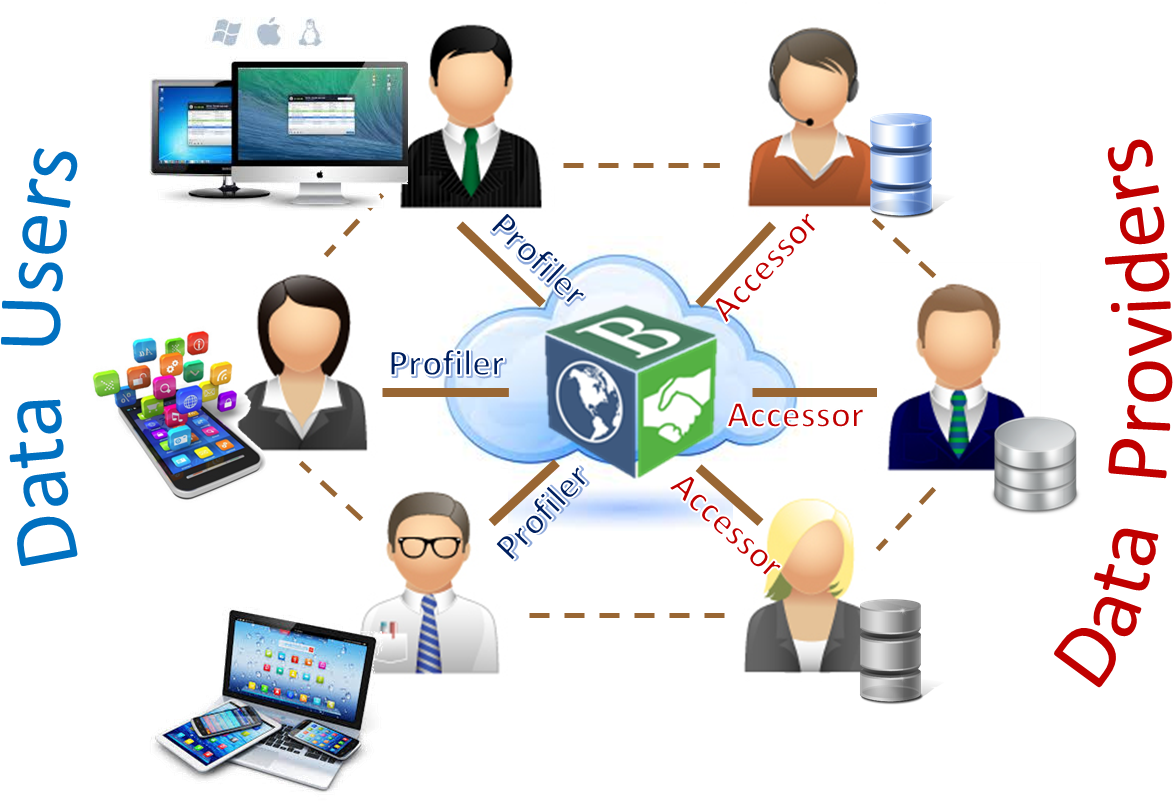 Data Users
Profiler
Accessor
B
Profiler
Accessor
Profiler
Accessor
Data Providers